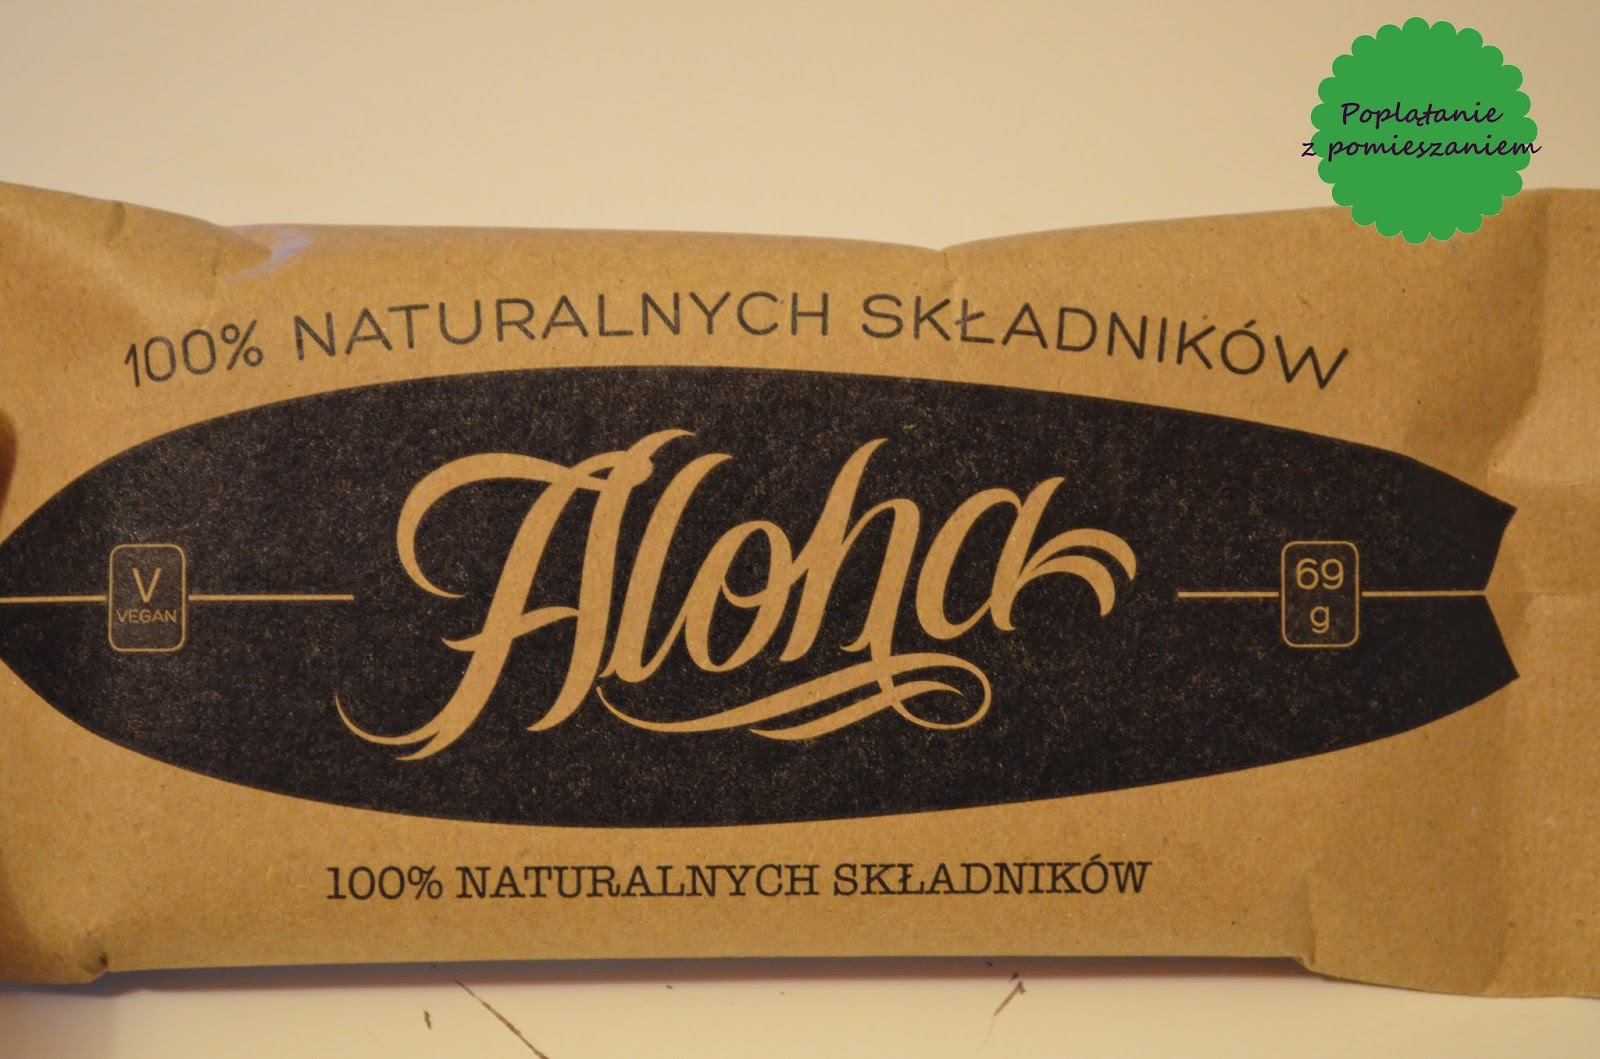 Poplątanie
z pomieszaniem
100% NATURALNYCH SKŁADNIKÓW
Aloha
V
VEGAN
69
g
100% NATURALNYCH SKŁADNIKÓW